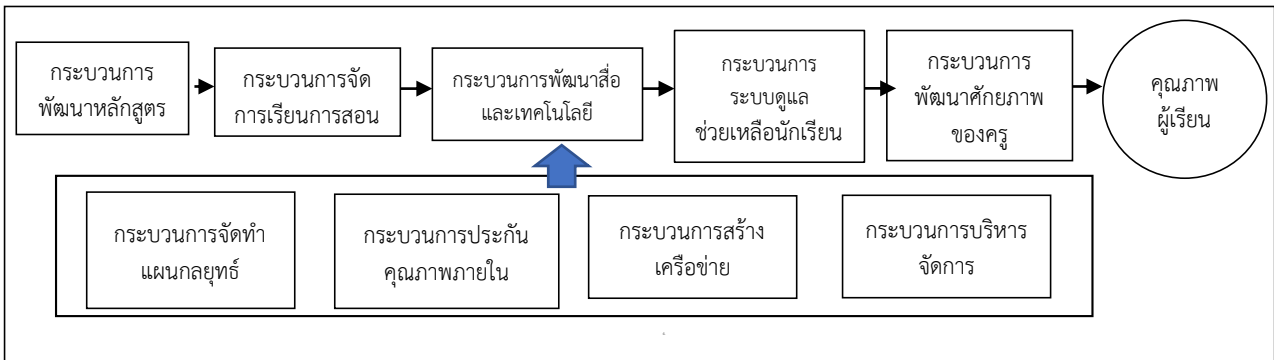 กระบวนการ
พัฒนาหลักสูตร
กระบวนการจัด
การเรียนการสอน
กระบวนการพัฒนาสื่อ
และเทคโนโลยี
กระบวนการ
ระบบดูแล
ช่วยเหลือนักเรียน
กระบวนการ
พัฒนาศักยภาพ
ของครู
คุณภาพ
ผู้เรียน
กระบวนการจัดทำ
แผนกลยุทธ์
กระบวนการประกัน
คุณภาพภายใน
กระบวนการสร้าง
เครือข่าย
กระบวนการบริหาร
จัดการ